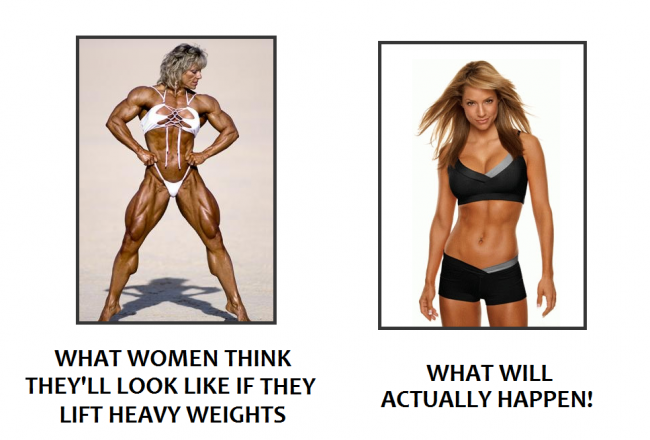 WHAT WOMEN THINK
THEY'LL LOOK LIKE IF THEY
LIFT HEAVY WEIGHTS
WHAT WILL
ACTUALLY HAPPEN!